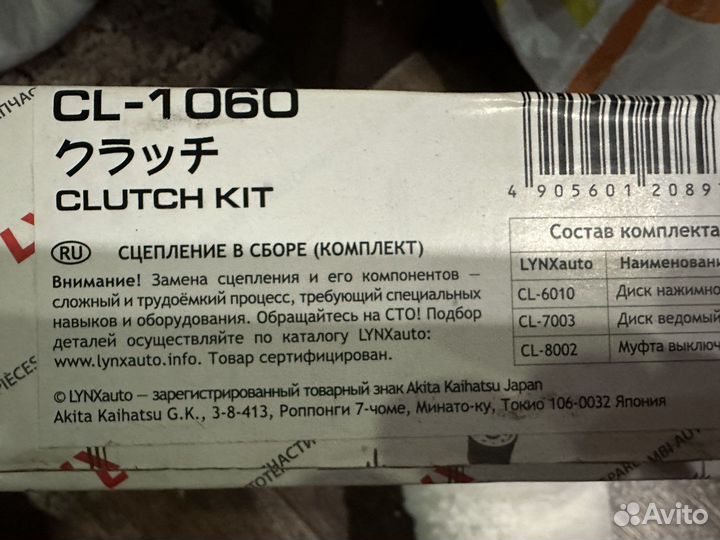 CL-1060
クラッチ
CLUTCH KIT
4 905601 2089
RU СЦЕПЛЕНИЕ В СБОРЕ (КОМПЛЕКТ)
Внимание! Замена сцепления и его компонентов –
сложный и трудоёмкий процесс, требующий специальных
навыков и оборудования. Обращайтесь на СТО! Подбор
деталей осуществляйте по каталогу LYNXauto:
www.lynxauto.info. Товар сертифицирован.
Состав комплекта
LYNXauto Наименовани
CL-6010 Диск нажимно
CL-7003 Диск ведомый
CL-8002 Муфта выключ
© LYNXauto — зарегистрированный товарный знак Akita Kaihatsu Japan
Akita Kaihatsu G.K., 3-8-413, Роппонги 7-чоме, Минато-ку, Токио 106-0032 Япония
Avito